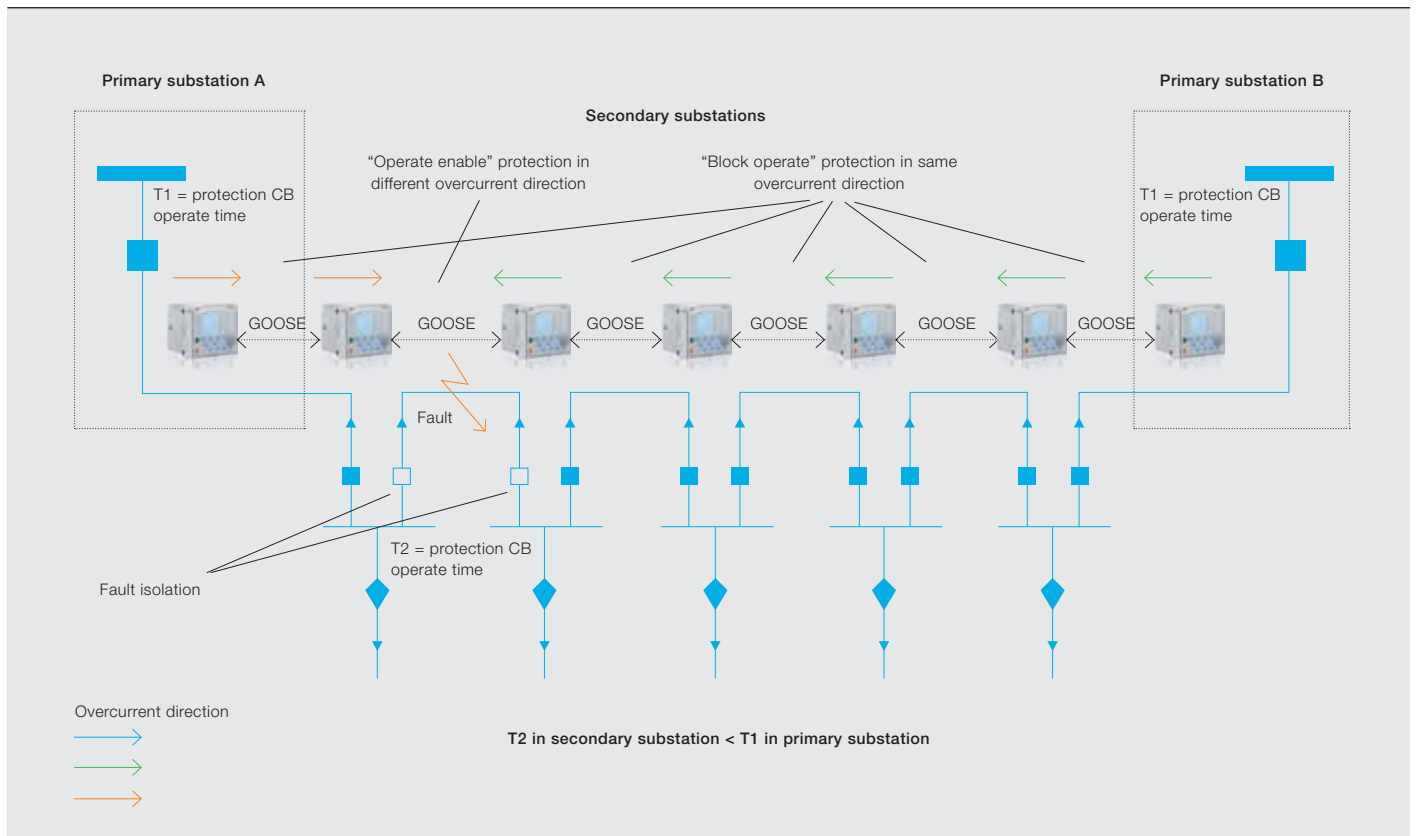 Primary substation A
Primary substation B
Secondary substations
“Operate enable” protection in
different overcurrent direction
“Block operate” protection in same
overcurrent direction
T1 = protection CB
operate time
T1 = protection CB
operate time
GOOSE
GOOSE
GOOSE
GOOSE
GOOSE
GOOSE
Fault
T2 = protection CB
operate time
Fault isolation
Overcurrent direction
T2 in secondary substation < T1 in primary substation